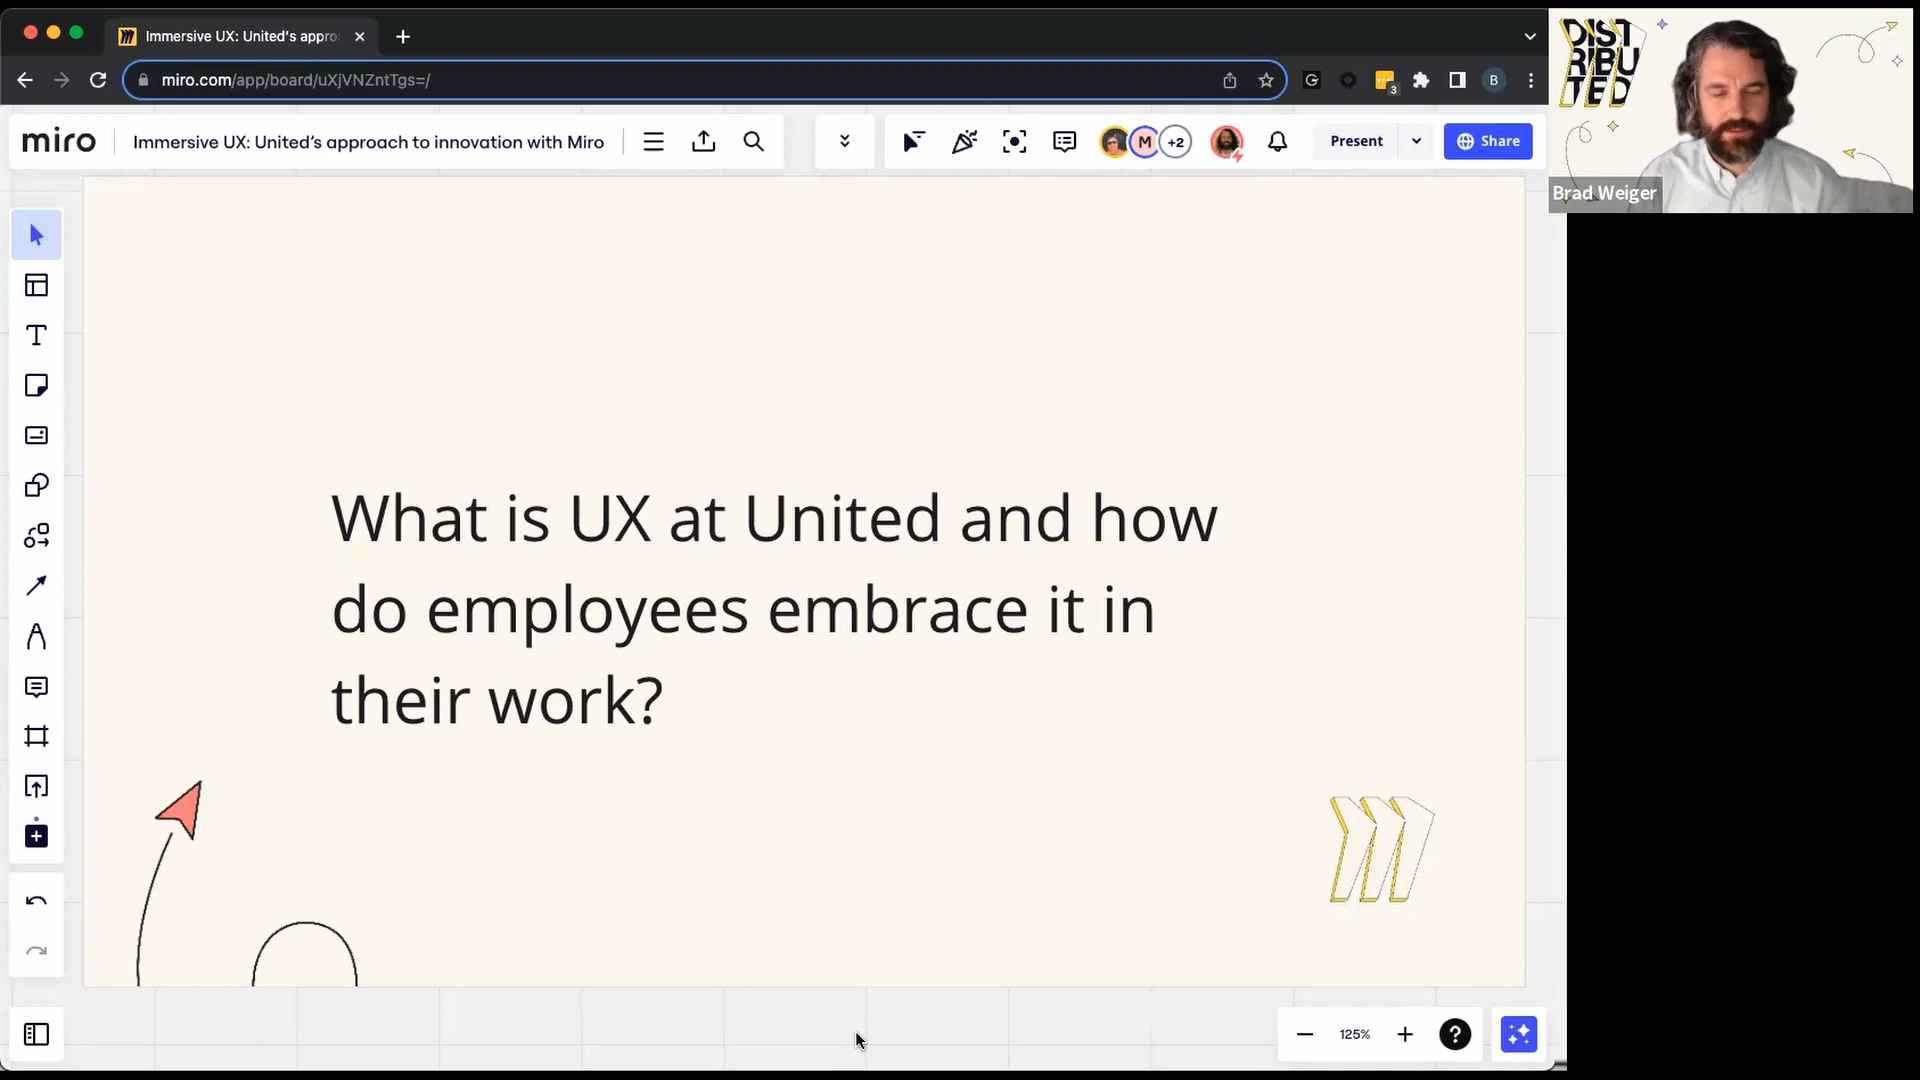 Immersive UX: United's appro
miro.com/app/board/uXjVNZntTgs=/
3
B
DIST
RIBU
TED
Brad Weiger
miro
Immersive UX: United's approach to innovation with Miro
M
+2
Present
Share
What is UX at United and how
do employees embrace it in
their work?
125%
?